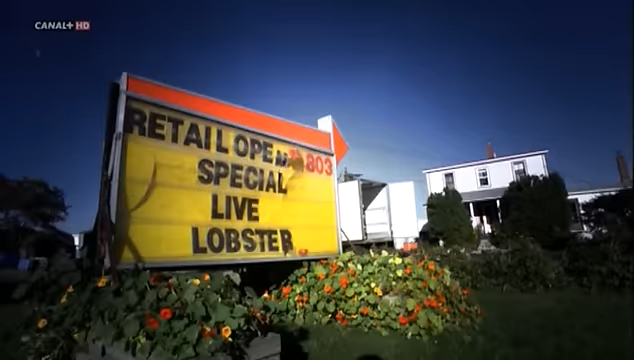 CANAL+ HD
RETAIL OPEN 803
SPECIAL
LIVE
LOBSTER